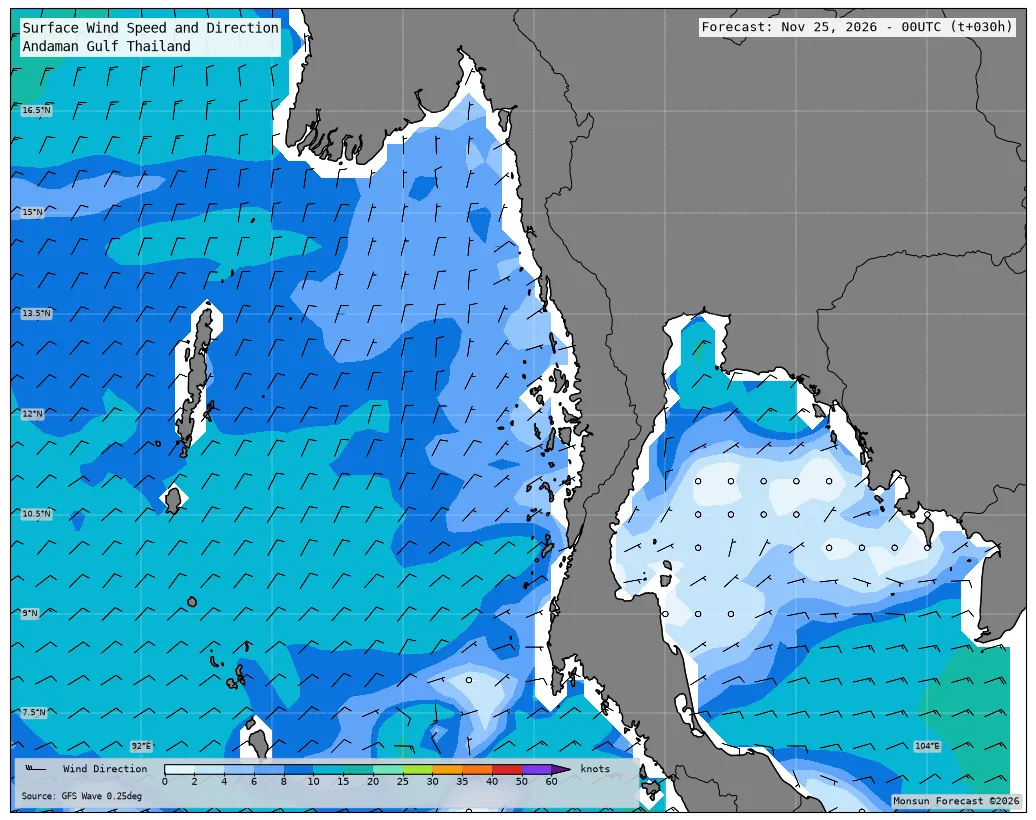 Surface Wind Speed and Direction
Andaman Gulf Thailand
Forecast: Nov 25, 2026 - 00UTC (t+030h)
16.5°N
15°N
13.5°N
12°N
10.5°N
9°N
7.5°N
92°E
104°E
Wind Direction
knots
0 2 4 6 8 10 15 20 25 30 35 40 50 60
Source: GFS Wave 0.25deg
Monsun Forecast ©2026